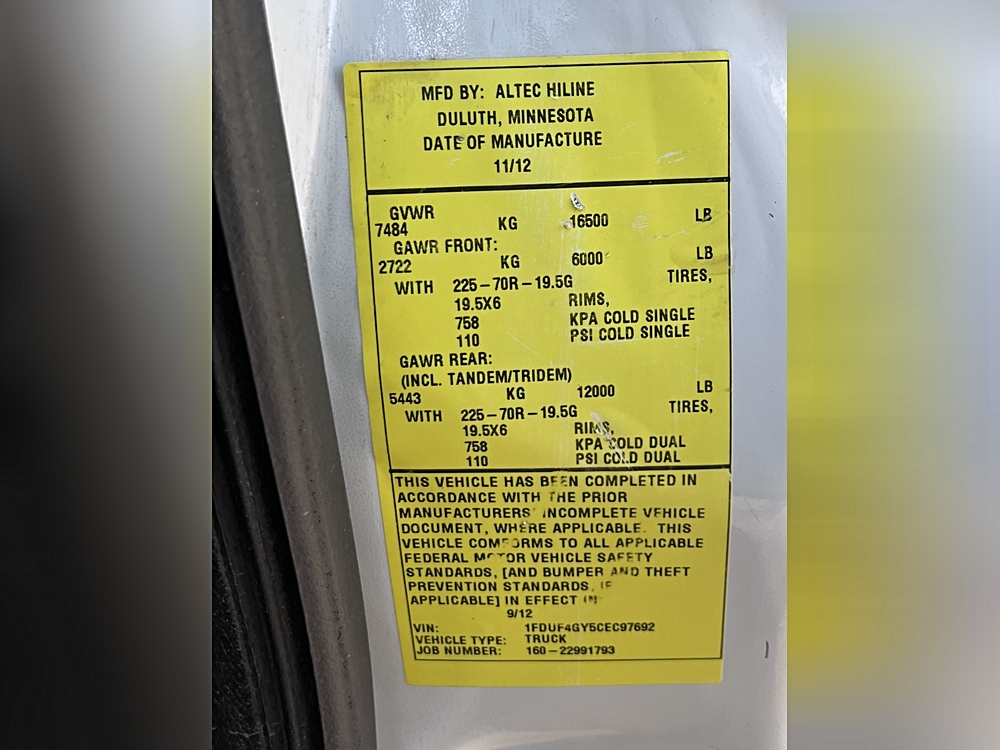 MFD BY: ALTEC HILINE
DULUTH, MINNESOTA
DATE OF MANUFACTURE
11/12
GVWR
7484 KG 16500 LB
GAWR FRONT:
2722 KG 6000 LB
WITH 225-70R-19.5G TIRES,
19.5X6 RIMS,
758 KPA COLD SINGLE
110 PSI COLD SINGLE
GAWR REAR:
(INCL. TANDEM/TRIDEM)
5443 KG 12000 LB
WITH 225-70R-19.5G TIRES,
19.5X6 RIMS,
758 KPA COLD DUAL
110 PSI COLD DUAL
THIS VEHICLE HAS BEEN COMPLETED IN
ACCORDANCE WITH THE PRIOR
MANUFACTURERS' INCOMPLETE VEHICLE
DOCUMENT, WHERE APPLICABLE. THIS
VEHICLE CONFORMS TO ALL APPLICABLE
FEDERAL MOTOR VEHICLE SAFETY
STANDARDS, [AND BUMPER AND THEFT
PREVENTION STANDARDS, IF
APPLICABLE] IN EFFECT IN
9/12
VIN: 1FDUF4GY5CEC97692
VEHICLE TYPE: TRUCK
JOB NUMBER: 160-22991793